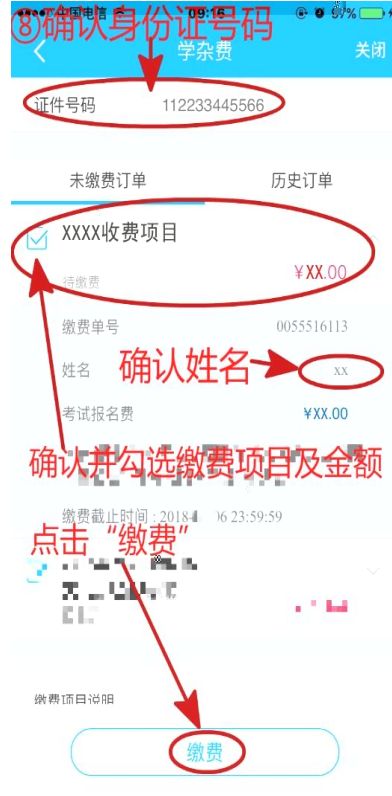 ⑧确认身份证号码
中国电信 09:16 97%
学杂费 关闭
证件号码 112233445566
未缴费订单 历史订单
XXXX收费项目
待缴费 ¥XX.00
缴费单号 0055516113
确认姓名
姓名 xx
考试报名费 ¥XX.00
确认并勾选缴费项目及金额
缴费截止时间 : 2018- 06 23:59:59
点击“缴费”
缴费项目说明
缴费